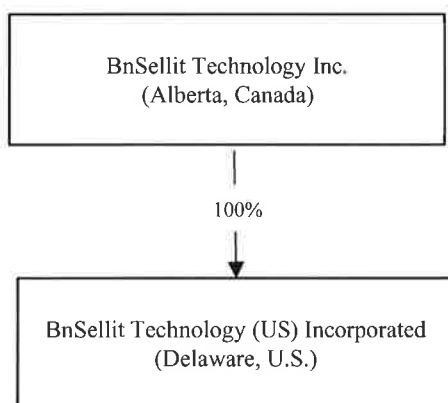 BnSellit Technology Inc.
(Alberta, Canada)
100%
BnSellit Technology (US) Incorporated
(Delaware, U.S.)